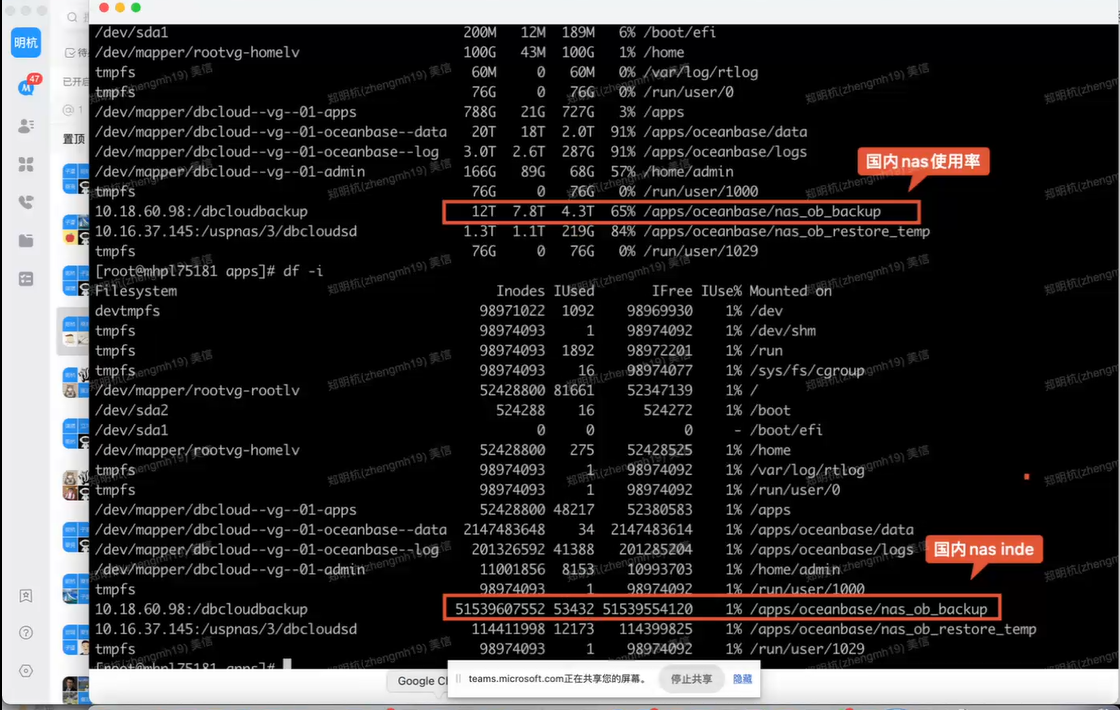 明杭
47
置顶
/dev/sda1 200M 12M 189M 6% /boot/efi
/dev/mapper/rootvg-homelv 100G 43M 100G 1% /home
tmpfs 60M 0 60M 0% /var/log/rtlog
tmpfs 76G 0 76G 0% /run/user/0
/dev/mapper/dbcloud--vg--01-apps 788G 21G 727G 3% /apps
/dev/mapper/dbcloud--vg--01-oceanbase--data 20T 18T 2.0T 91% /apps/oceanbase/data
/dev/mapper/dbcloud--vg--01-oceanbase--log 3.0T 2.6T 287G 91% /apps/oceanbase/logs
国内nas使用率
/dev/mapper/dbcloud--vg--01-admin 166G 89G 68G 57% /home/admin
tmpfs 76G 0 76G 0% /run/user/1000
10.18.60.98:/dbcloudbackup 12T 7.8T 4.3T 65% /apps/oceanbase/nas_ob_backup
10.16.37.145:/uspnas/3/dbcloudsd 1.3T 1.1T 219G 84% /apps/oceanbase/nas_ob_restore_temp
tmpfs 76G 0 76G 0% /run/user/1029
[root@mhpl75181 apps]# df -i
Filesystem Inodes IUsed IFree IUse% Mounted on
devtmpfs 98971022 1092 98969930 1% /dev
tmpfs 98974093 1 98974092 1% /dev/shm
tmpfs 98974093 1892 98972201 1% /run
tmpfs 98974093 16 98974077 1% /sys/fs/cgroup
/dev/mapper/rootvg-rootlv 52428800 81661 52347139 1% /
/dev/sda2 524288 16 524272 1% /boot
/dev/sda1 0 0 0 - /boot/efi
/dev/mapper/rootvg-homelv 52428800 275 52428525 1% /home
tmpfs 98974093 1 98974092 1% /var/log/rtlog
tmpfs 98974093 1 98974092 1% /run/user/0
/dev/mapper/dbcloud--vg--01-apps 52428800 48217 52380583 1% /apps
/dev/mapper/dbcloud--vg--01-oceanbase--data 2147483648 34 2147483614 1% /apps/oceanbase/data
/dev/mapper/dbcloud--vg--01-oceanbase--log 201326592 41388 201285204 1% /apps/oceanbase/logs
国内nas inde
/dev/mapper/dbcloud--vg--01-admin 11001856 8153 10993703 1% /home/admin
tmpfs 98974093 1 98974092 1% /run/user/1000
10.18.60.98:/dbcloudbackup 51539607552 53432 51539554120 1% /apps/oceanbase/nas_ob_backup
10.16.37.145:/uspnas/3/dbcloudsd 114411998 12173 114399825 1% /apps/oceanbase/nas_ob_restore_temp
tmpfs 98974093 1 98974092 1% /run/user/1029
[root@mhpl75181 apps]#
郑明杭(zhengmh19) 美信
Google
teams.microsoft.com正在共享您的屏幕。 停止共享 隐藏